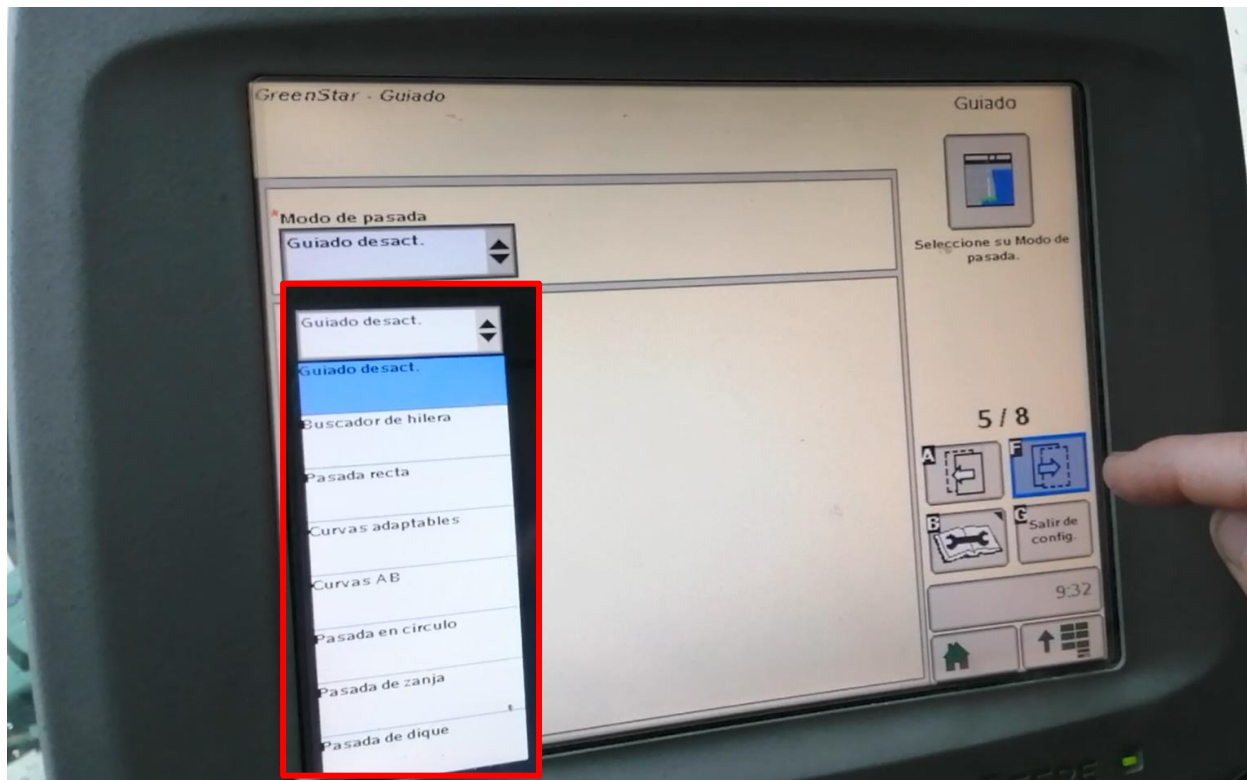 GreenStar - Guiado
Guiado
*Modo de pasada
Guiado desact.
Seleccione su Modo de
pasada.
Guiado desact.
Guiado desact.
Buscador de hilera
Pasada recta
Curvas adaptables
Curvas AB
Pasada en circulo
Pasada de zanja
Pasada de dique
5 / 8
A
F
B
G
Salir de
config.
9:32